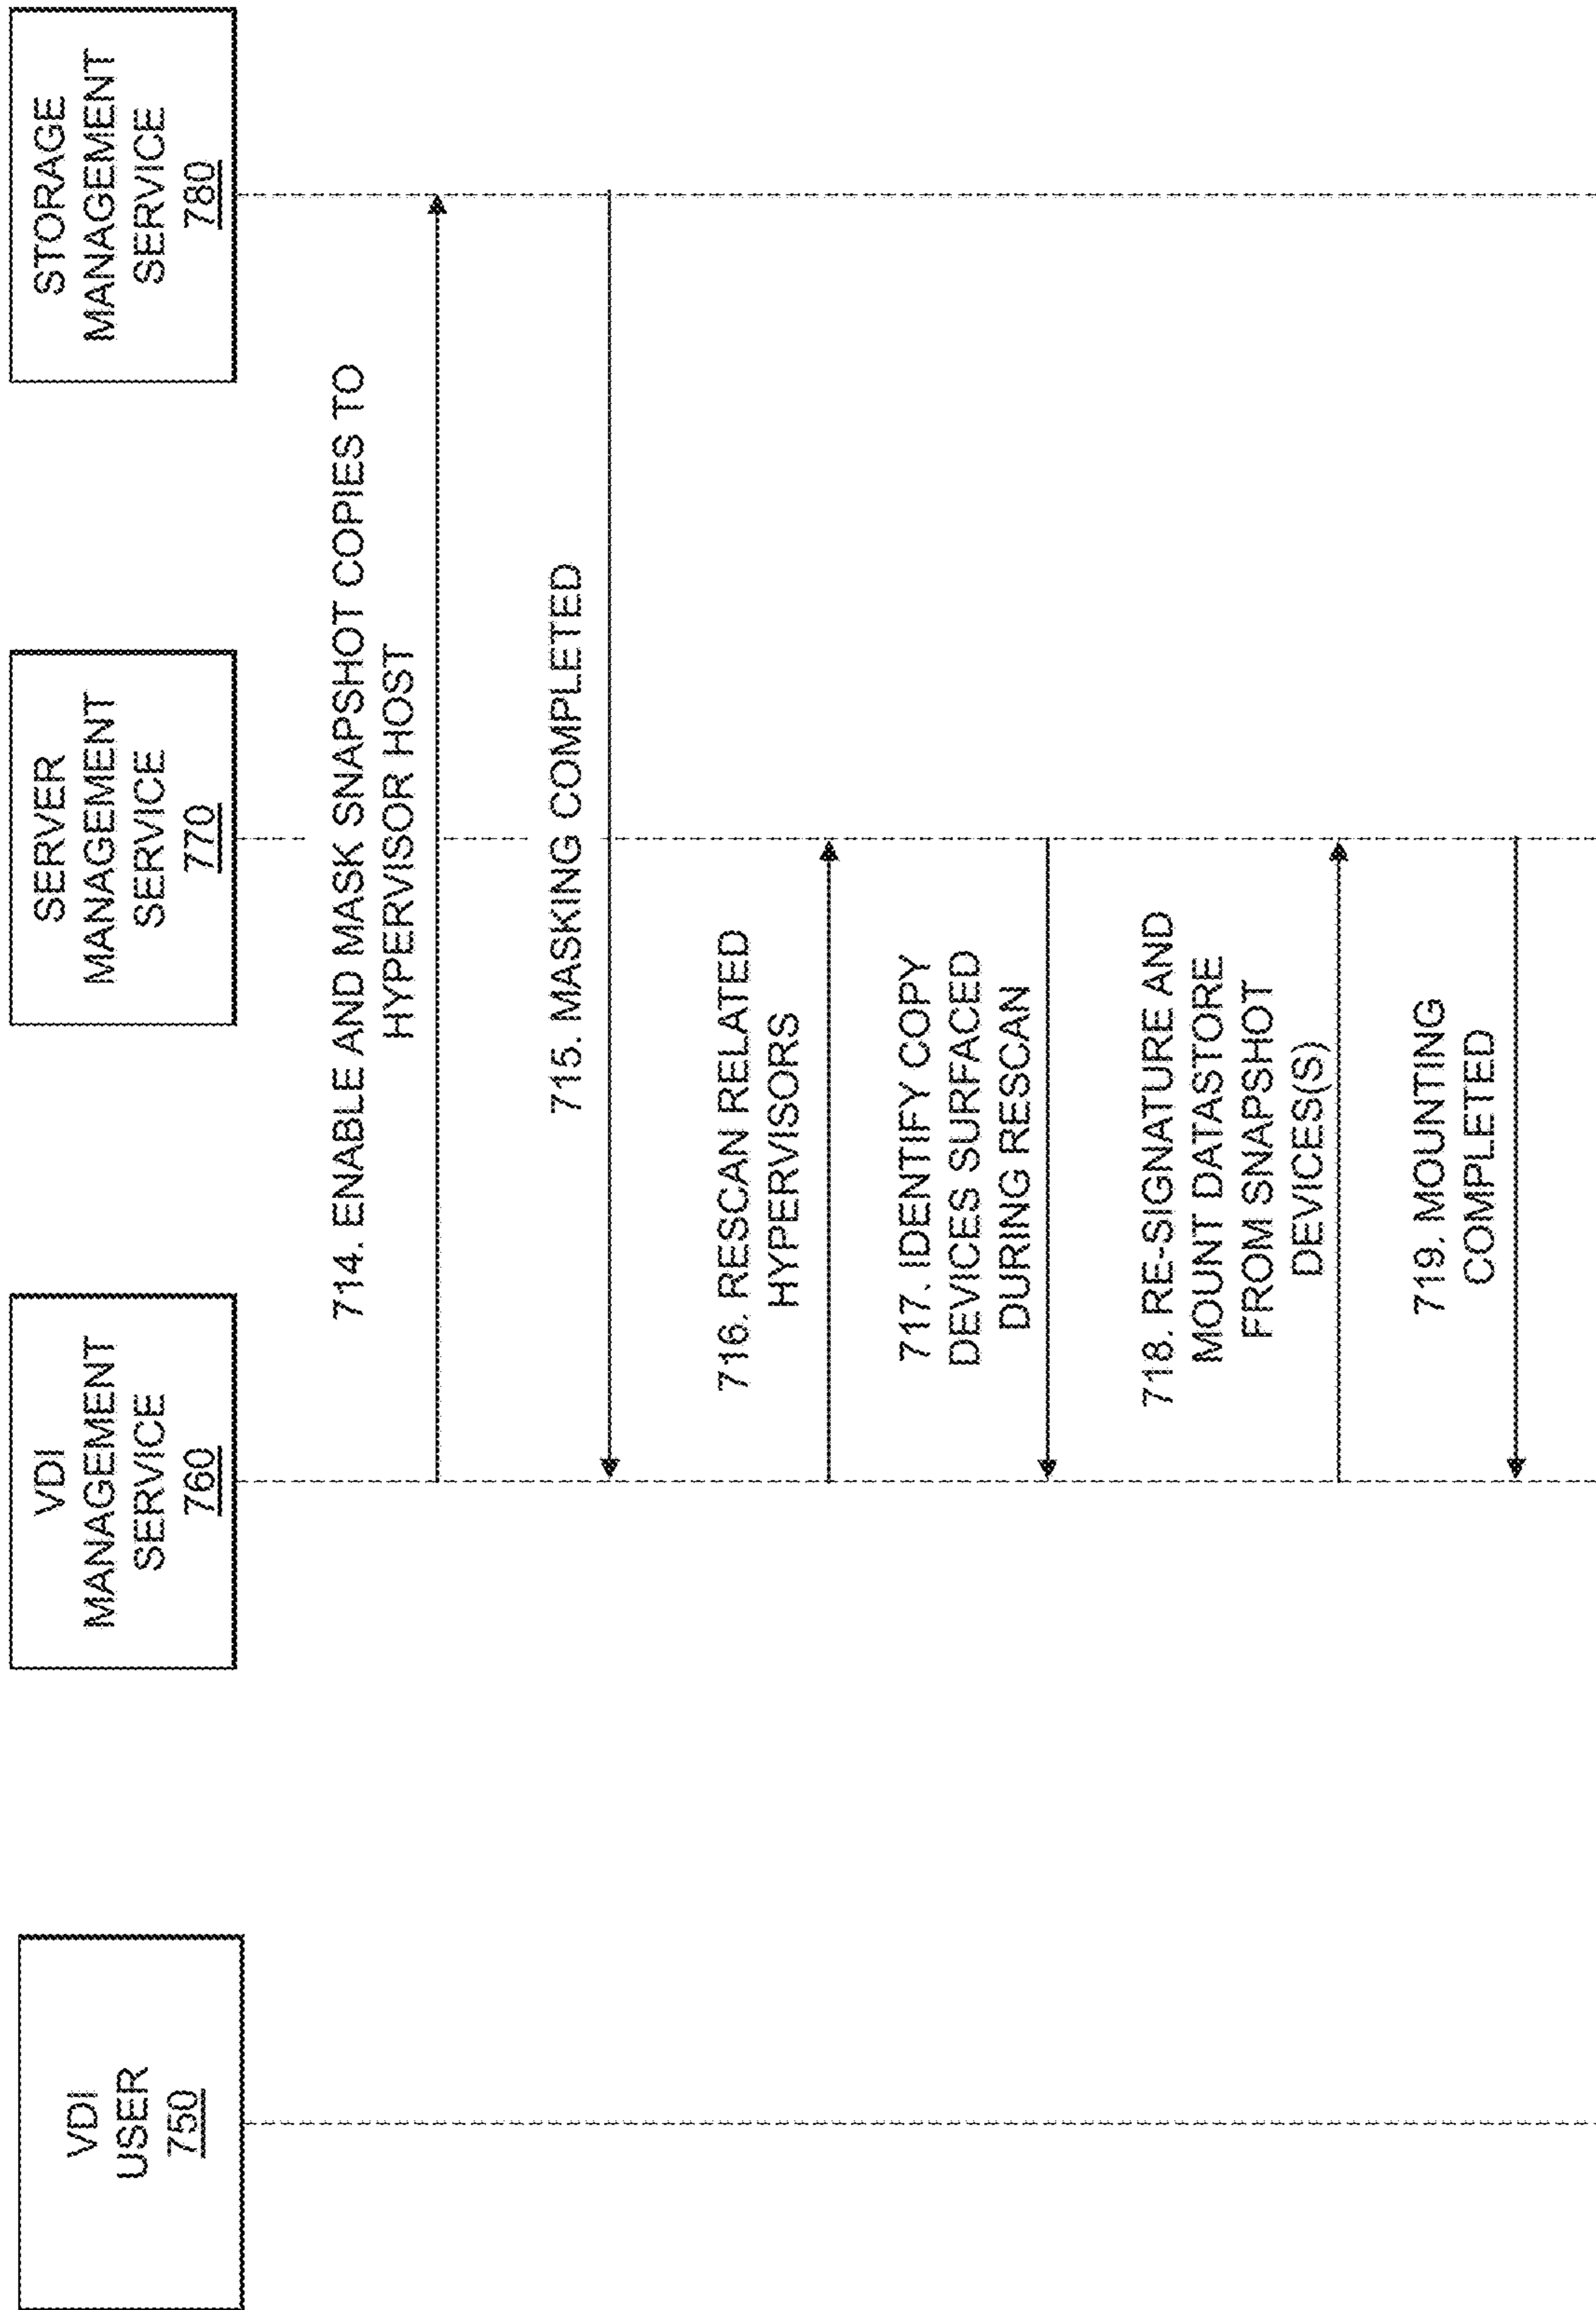 VDI
USER
750
VDI
MANAGEMENT
SERVICE
760
SERVER
MANAGEMENT
SERVICE
770
STORAGE
MANAGEMENT
SERVICE
780
714. ENABLE AND MASK SNAPSHOT COPIES TO
HYPERVISOR HOST
715. MASKING COMPLETED
716. RESCAN RELATED
HYPERVISORS
717. IDENTIFY COPY
DEVICES SURFACED
DURING RESCAN
718. RE-SIGNATURE AND
MOUNT DATASTORE
FROM SNAPSHOT
DEVICES(S)
719. MOUNTING
COMPLETED